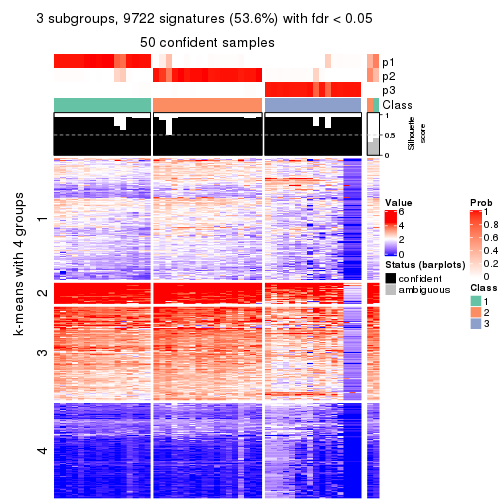 3 subgroups, 9722 signatures (53.6%) with fdr < 0.05
50 confident samples
p1
p2
p3
Class
1
0.5
0
Silhouette
score
k-means with 4 groups
1
2
3
4
Value
6
4
2
0
Status (barplots)
confident
ambiguous
Prob
1
0.8
0.6
0.4
0.2
0
Class
1
2
3